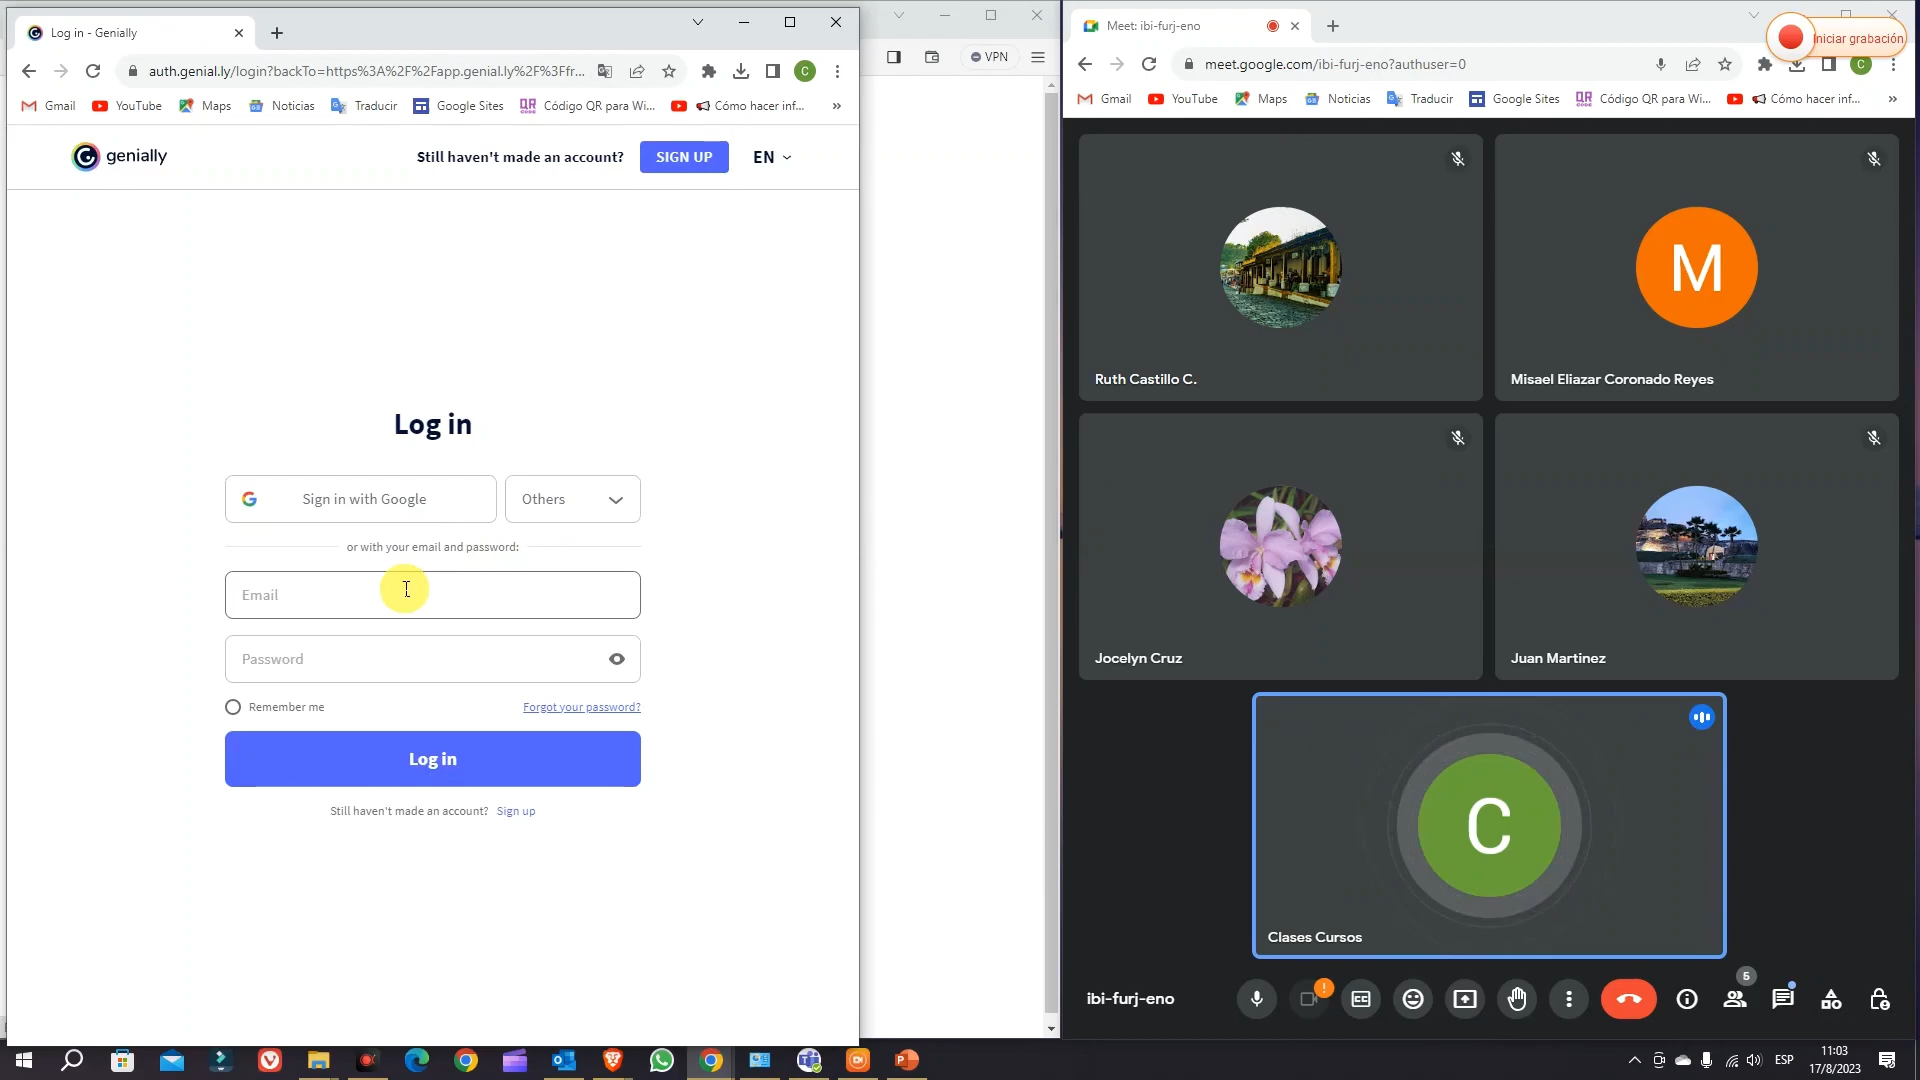 Log in - Genially
auth.genial.ly/login?backTo=https%3A%2F%2Fapp.genial.ly%2F%3Ffr...
C
Gmail
YouTube
Maps
Noticias
Traducir
Google Sites
Código QR para Wi...
Cómo hacer inf...
genially
Still haven't made an account?
SIGN UP
EN
Log in
Sign in with Google
Others
or with your email and password:
Email
Password
Remember me
Forgot your password?
Log in
Still haven't made an account? Sign up
VPN
Meet: ibi-furj-eno
Iniciar grabación
meet.google.com/ibi-furj-eno?authuser=0
C
Gmail
YouTube
Maps
Noticias
Traducir
Google Sites
Código QR para Wi...
Cómo hacer inf...
Ruth Castillo C.
M
Misael Eliazar Coronado Reyes
Jocelyn Cruz
Juan Martinez
C
Clases Cursos
ibi-furj-eno
5
ESP
11:03
17/8/2023